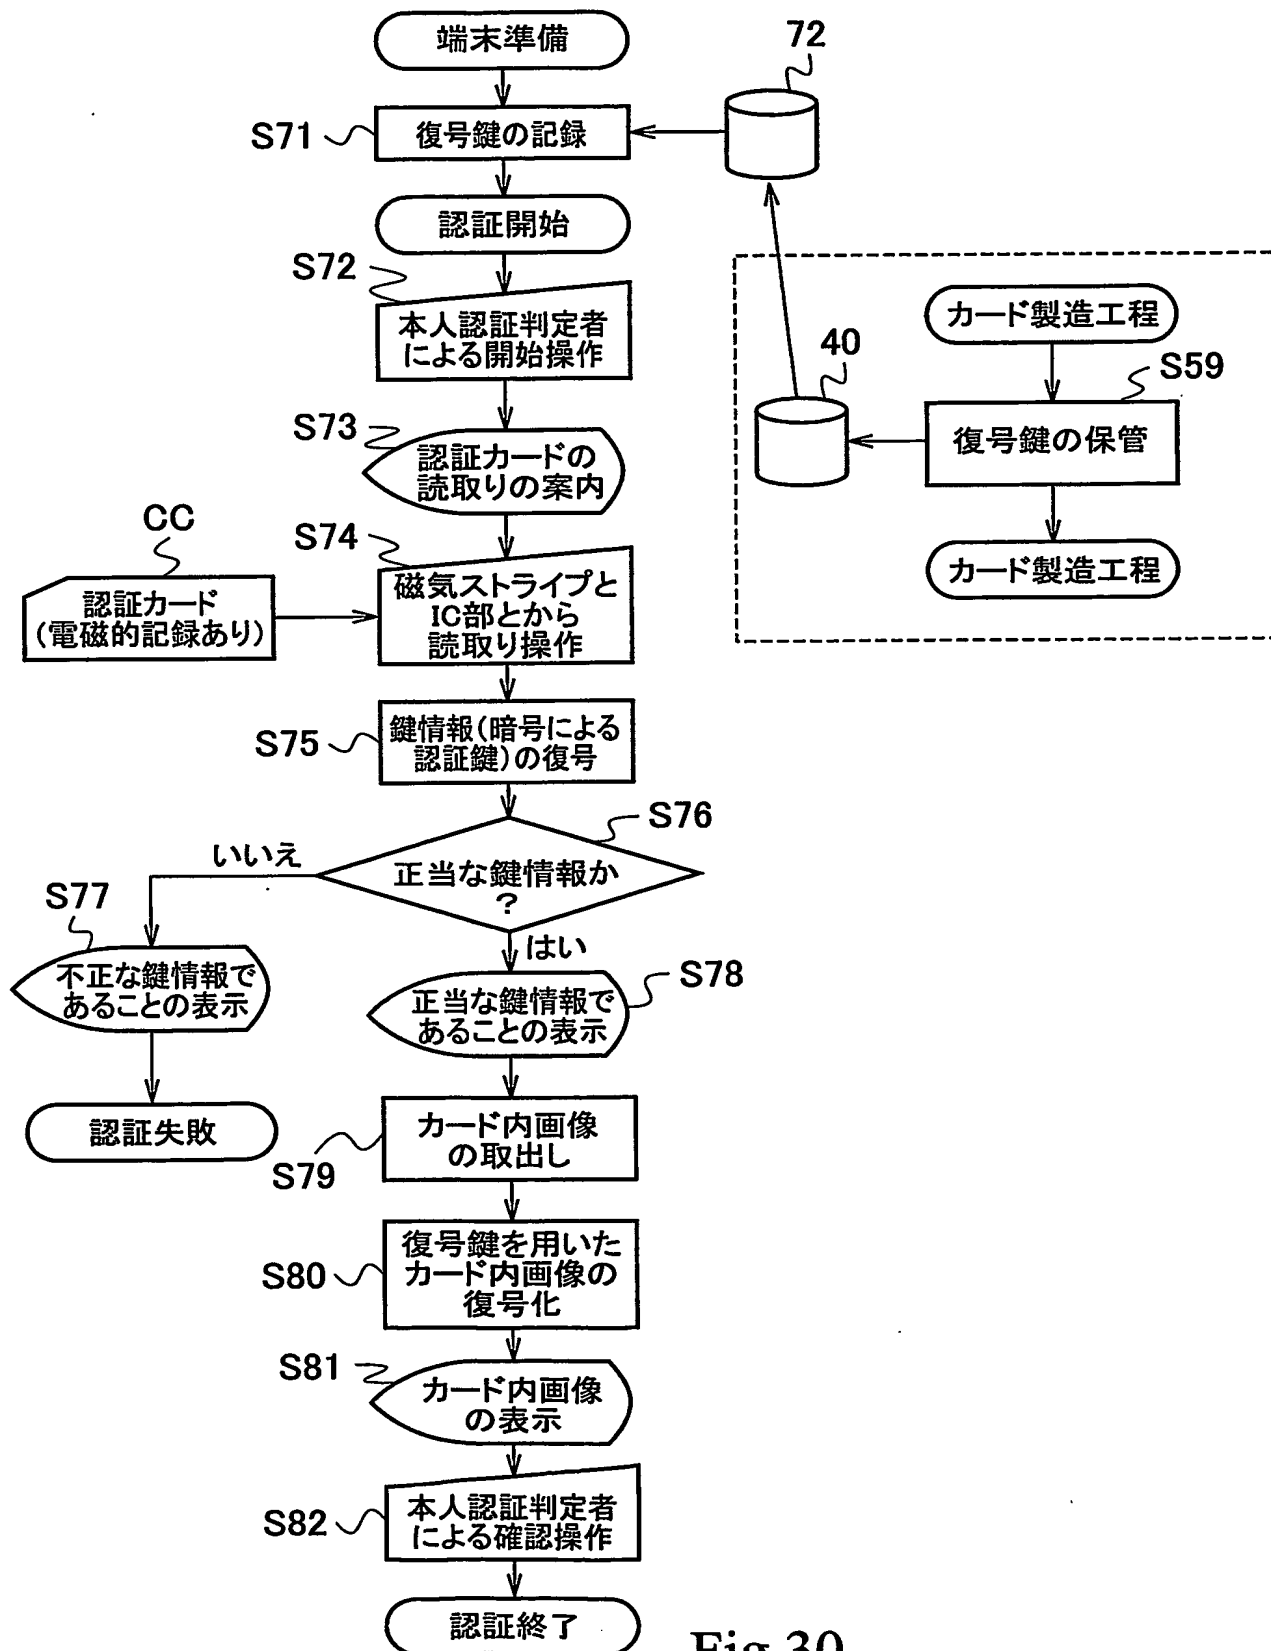 端末準備
72
S71
復号鍵の記録
認証開始
S72
本人認証判定者
による開始操作
カード製造工程
40
S59
復号鍵の保管
カード製造工程
S73
認証カードの
読取りの案内
CC
認証カード
(電磁的記録あり)
S74
磁気ストライプと
IC部とから
読取り操作
S75
鍵情報(暗号による
認証鍵)の復号
S76
正当な鍵情報か
?
いいえ
はい
S77
不正な鍵情報で
あることの表示
認証失敗
S78
正当な鍵情報で
あることの表示
S79
カード内画像
の取出し
S80
復号鍵を用いた
カード内画像の
復号化
S81
カード内画像
の表示
S82
本人認証判定者
による確認操作
認証終了
Fig.30